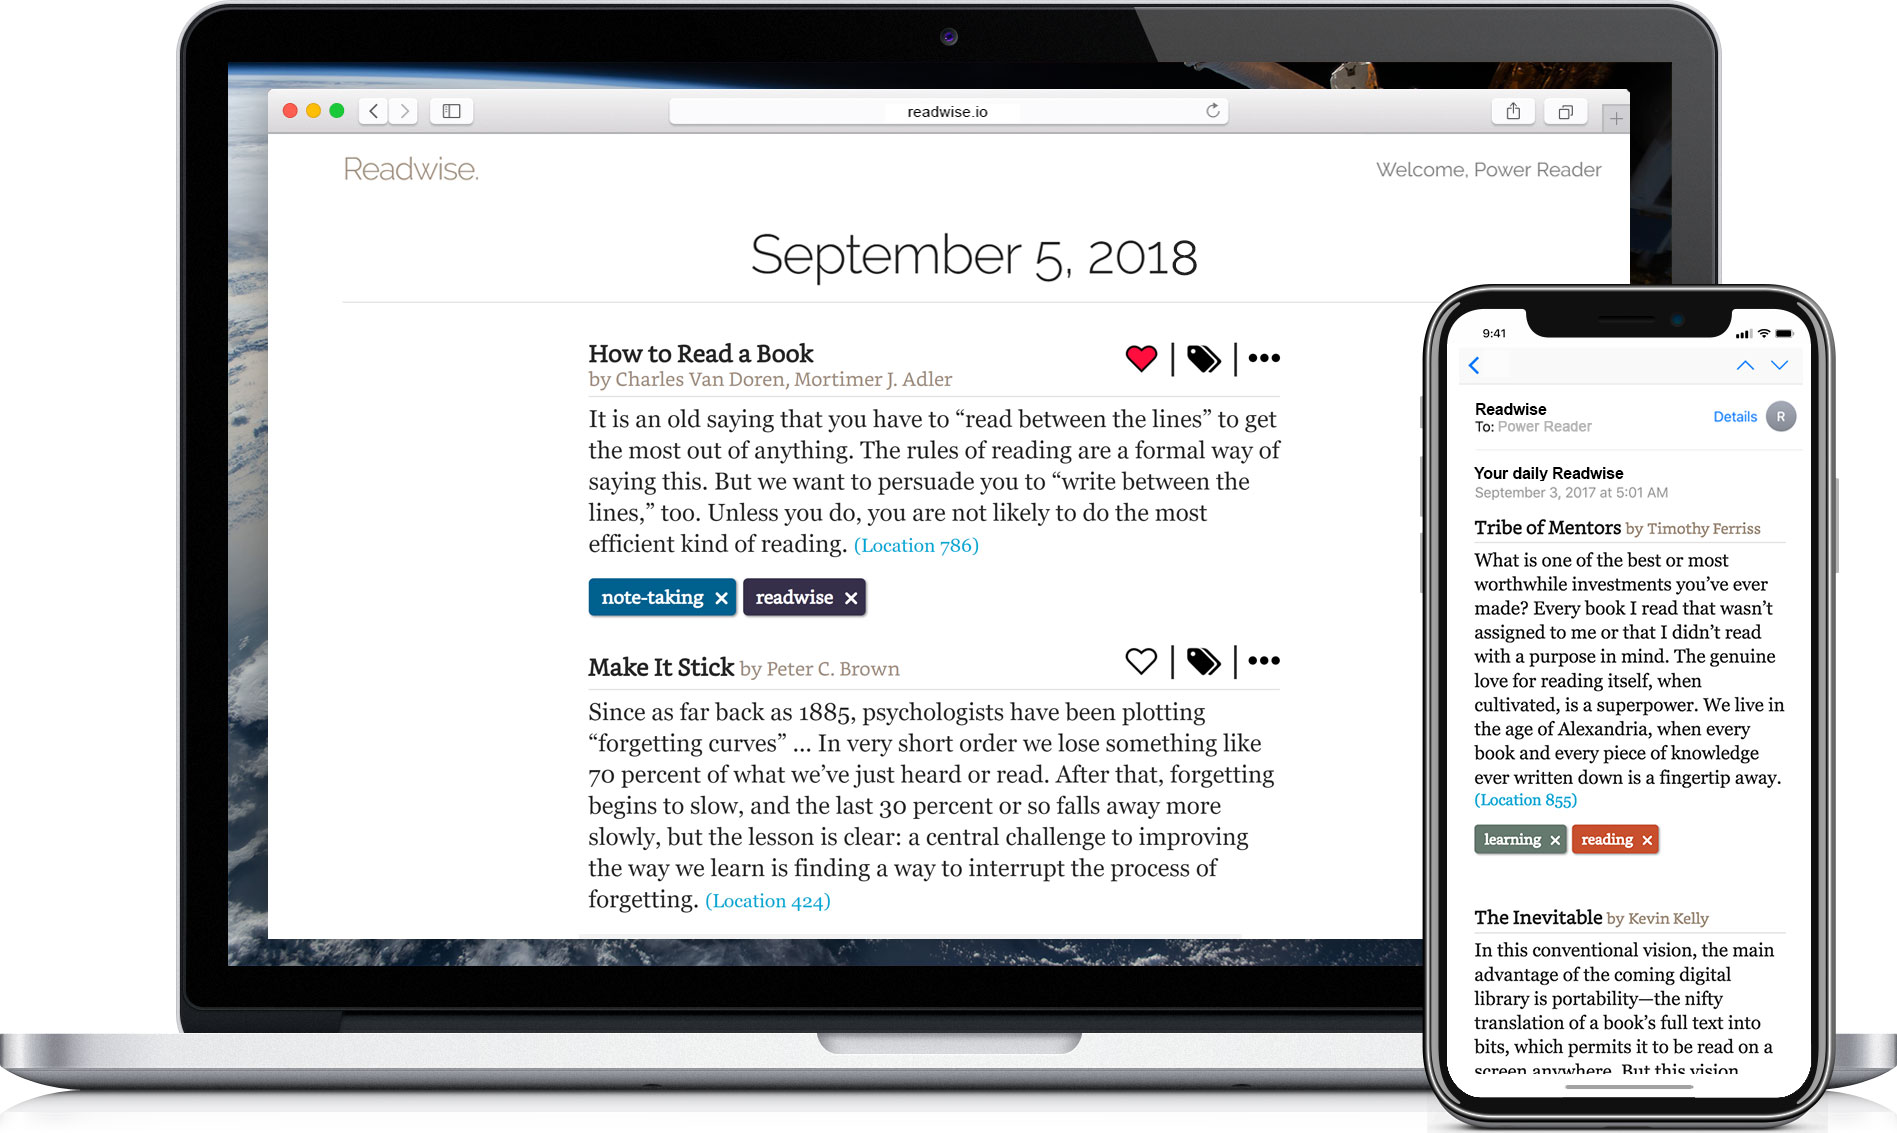 readwise.io
Readwise.
Welcome, Power Reader
September 5, 2018
How to Read a Book
by Charles Van Doren, Mortimer J. Adler
It is an old saying that you have to “read between the lines” to get
the most out of anything. The rules of reading are a formal way of
saying this. But we want to persuade you to “write between the
lines,” too. Unless you do, you are not likely to do the most
efficient kind of reading. (Location 786)
note-taking ×
readwise ×
Make It Stick by Peter C. Brown
Since as far back as 1885, psychologists have been plotting
“forgetting curves” ... In very short order we lose something like
70 percent of what we’ve just heard or read. After that, forgetting
begins to slow, and the last 30 percent or so falls away more
slowly, but the lesson is clear: a central challenge to improving
the way we learn is finding a way to interrupt the process of
forgetting. (Location 424)
9:41
Readwise
To: Power Reader
Details
R
Your daily Readwise
September 3, 2017 at 5:01 AM
Tribe of Mentors by Timothy Ferriss
What is one of the best or most
worthwhile investments you’ve ever
made? Every book I read that wasn’t
assigned to me or that I didn’t read
with a purpose in mind. The genuine
love for reading itself, when
cultivated, is a superpower. We live in
the age of Alexandria, when every
book and every piece of knowledge
ever written down is a fingertip away.
(Location 855)
learning ×
reading ×
The Inevitable by Kevin Kelly
In this conventional vision, the main
advantage of the coming digital
library is portability—the nifty
translation of a book’s full text into
bits, which permits it to be read on a
screen anywhere. But this vision